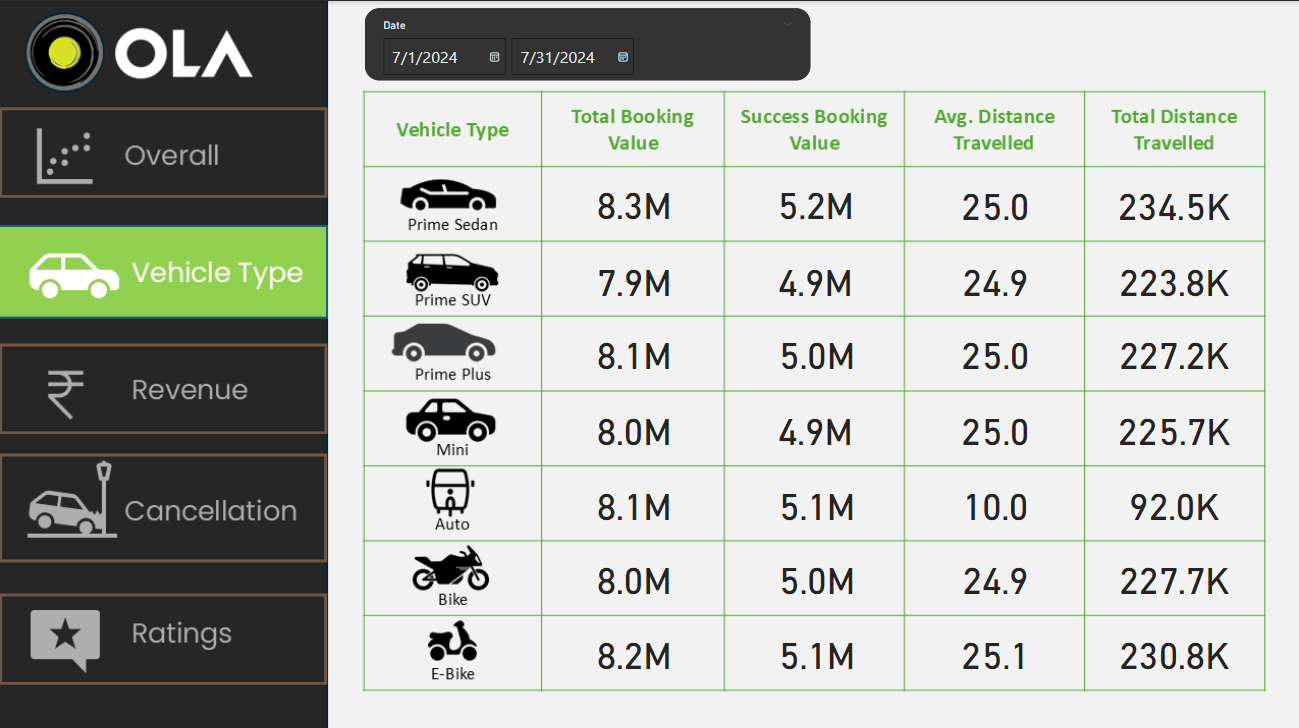 OLA
Overall
Vehicle Type
Revenue
Cancellation
Ratings
Date
7/1/2024 7/31/2024
Vehicle Type Total Booking Value Success Booking Value Avg. Distance Travelled Total Distance Travelled
Prime Sedan 8.3M 5.2M 25.0 234.5K
Prime SUV 7.9M 4.9M 24.9 223.8K
Prime Plus 8.1M 5.0M 25.0 227.2K
Mini 8.0M 4.9M 25.0 225.7K
Auto 8.1M 5.1M 10.0 92.0K
Bike 8.0M 5.0M 24.9 227.7K
E-Bike 8.2M 5.1M 25.1 230.8K